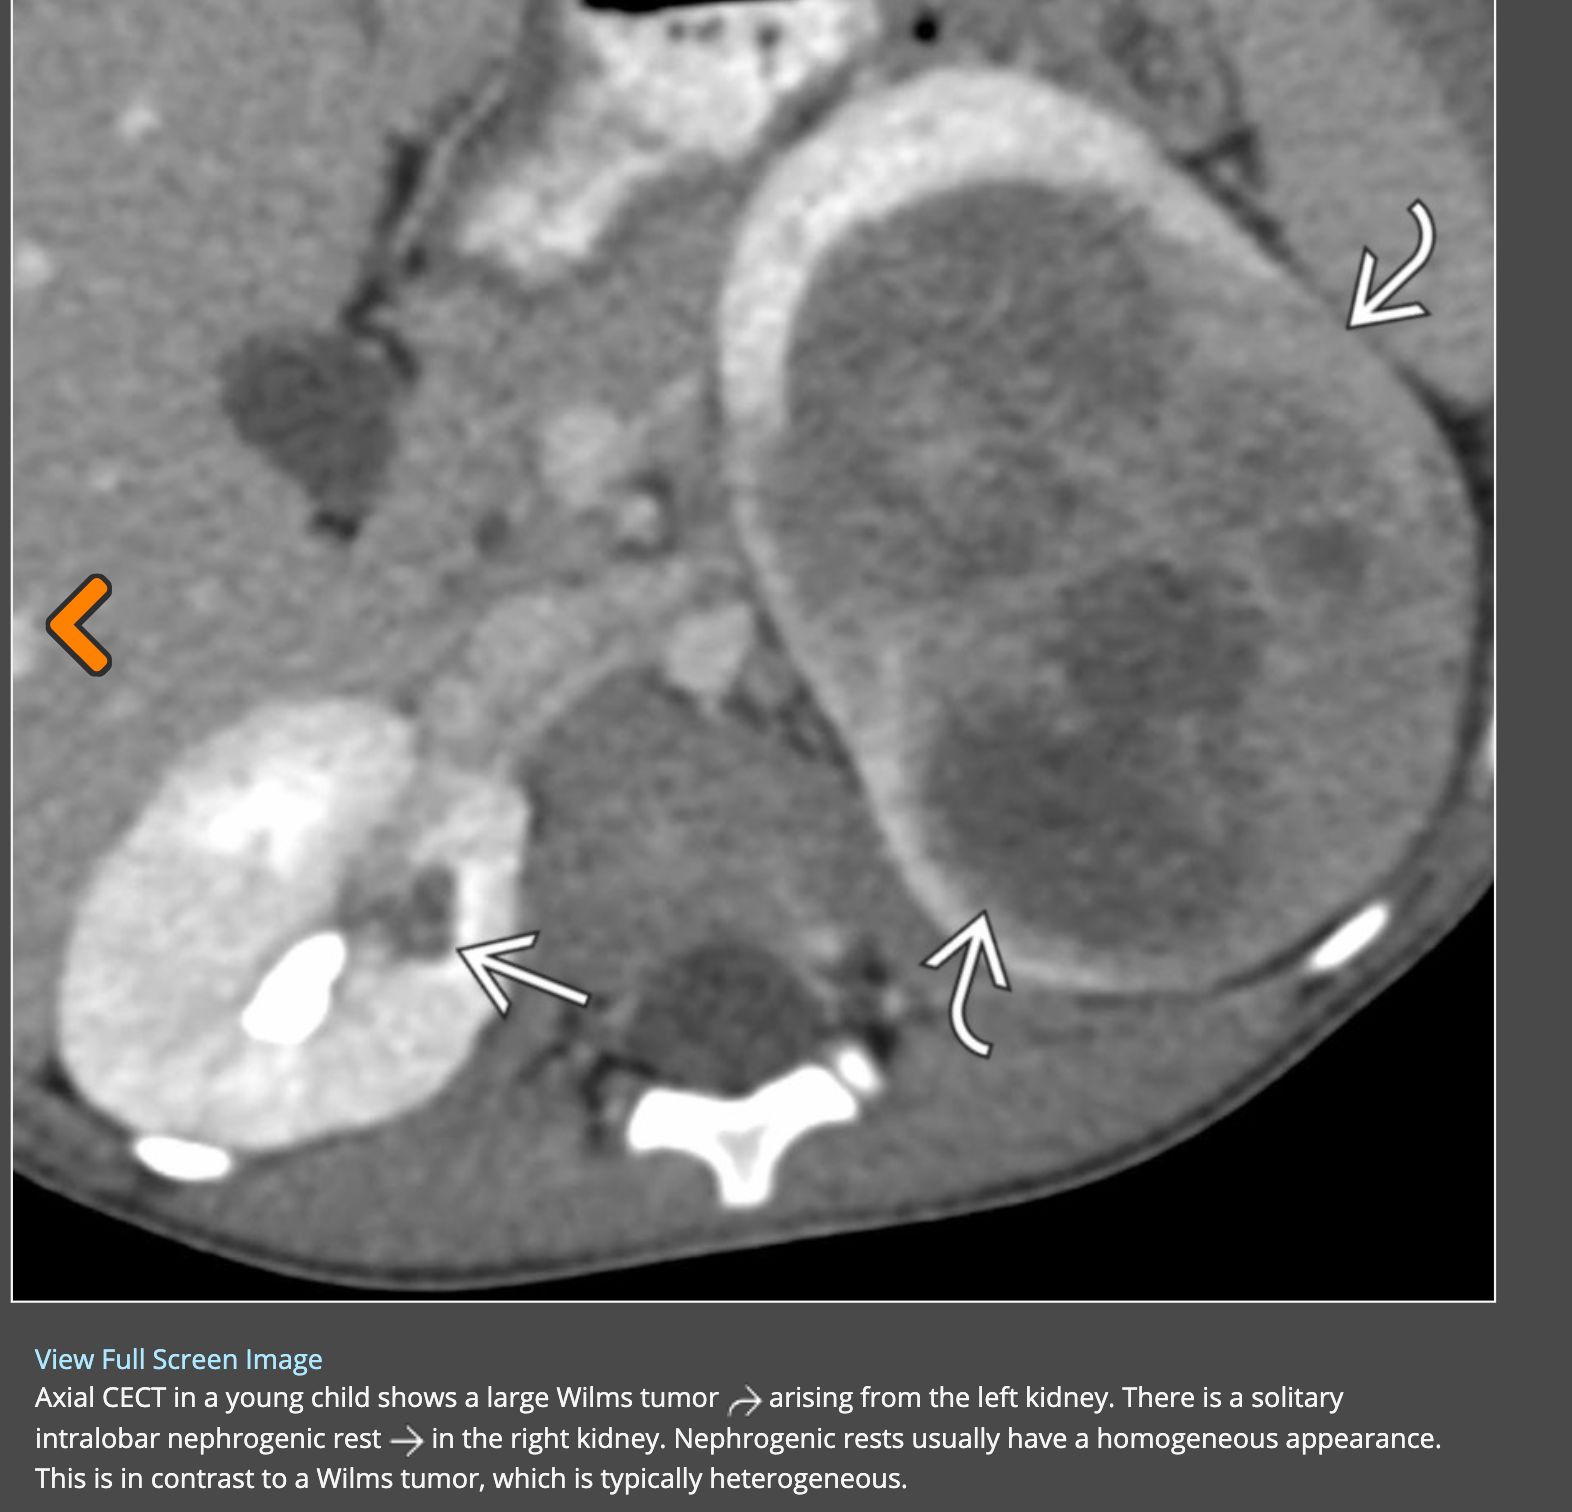 View Full Screen Image
Axial CECT in a young child shows a large Wilms tumor arising from the left kidney. There is a solitary
intralobar nephrogenic rest → in the right kidney. Nephrogenic rests usually have a homogeneous appearance.
This is in contrast to a Wilms tumor, which is typically heterogeneous.